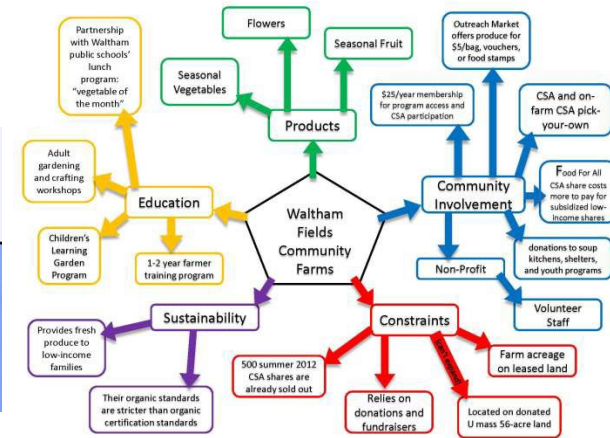 Partnership with Waltham
public schools'
lunch
program:
"vegetable of
the month"
Flowers
Seasonal Fruit
Seasonal
Vegetables
Products
Outreach Market
offers produce for
$5/bag, vouchers,
or food stamps
$25/year membership
for program access and
CSA participation
CSA and on-
farm CSA pick-
your-own
Adult
gardening
and crafting
workshops
Education
Children's
Learning
Garden
Program
1-2 year farmer
training program
Waltham
Fields
Community
Farms
Community
Involvement
Food For All
CSA share costs
more to pay for
subsidized low-
income shares
donations to soup
kitchens, shelters,
and youth programs
Non-Profit
Volunteer
Staff
Sustainability
Provides fresh
produce to
low-income
families
Their organic standards
are stricter than organic
certification standards
Constraints
500 summer 2012
CSA shares are
already sold out
Relies on
donations and
fundraisers
(can't expand)
Farm acreage
on leased land
Located on donated
U mass 56-acre land